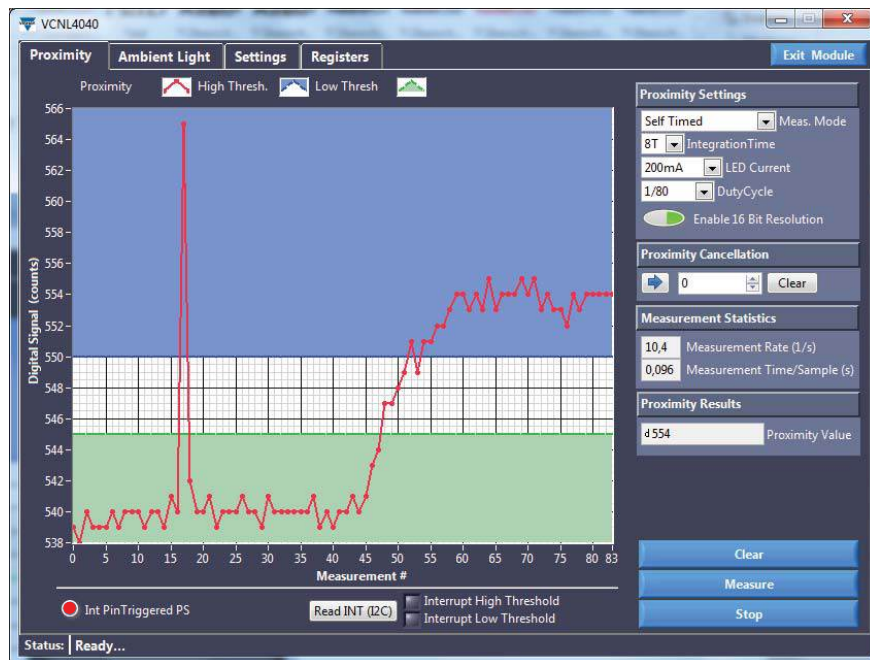 VCNL4040
Proximity Ambient Light Settings Registers Exit Module
Proximity High Thresh. Low Thresh
Digital Signal (counts)
566
564
562
560
558
556
554
552
550
548
546
544
542
540
538
0 5 10 15 20 25 30 35 40 45 50 55 60 65 70 75 80 83
Measurement #
Int PinTriggered PS
Read INT (I2C)
Interrupt High Threshold
Interrupt Low Threshold
Proximity Settings
Self Timed Meas. Mode
8T IntegrationTime
200mA LED Current
1/80 DutyCycle
Enable 16 Bit Resolution
Proximity Cancellation
0 Clear
Measurement Statistics
10,4 Measurement Rate (1/s)
0,096 Measurement Time/Sample (s)
Proximity Results
d554 Proximity Value
Clear
Measure
Stop
Status: Ready...